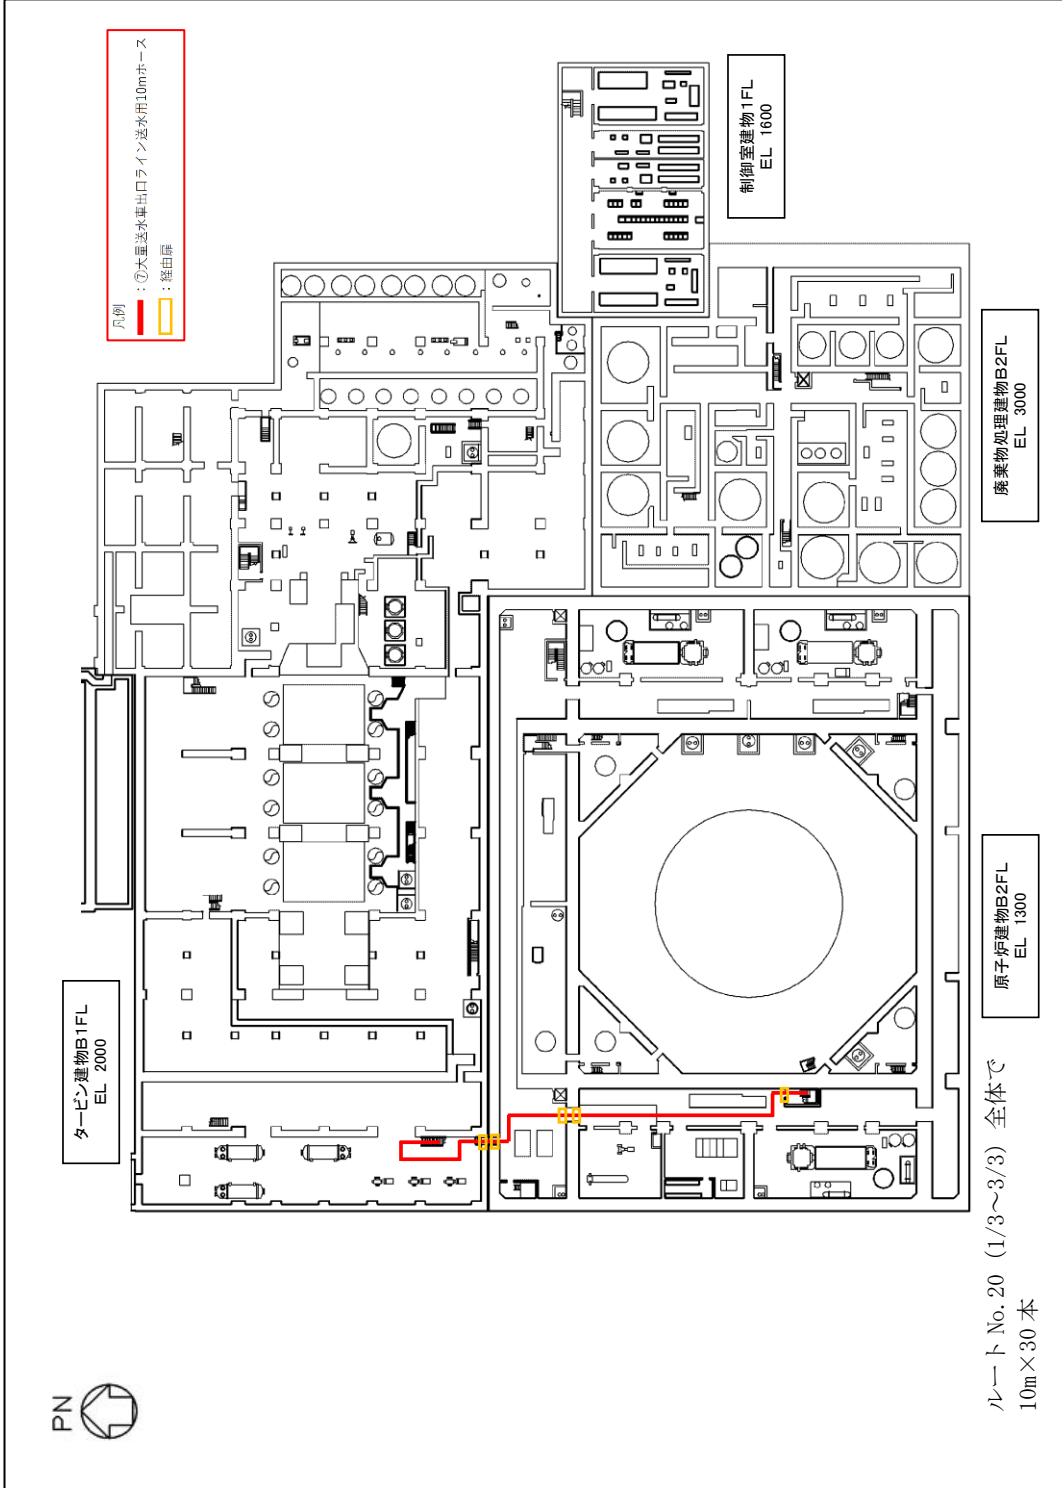 凡例
：⑦大量送水車出口ライン送水用10mホース
：経由扉
制御室建物1FL
EL 1600
廃棄物処理建物B2FL
EL 3000
原子炉建物B2FL
EL 1300
タービン建物B1FL
EL 2000
PN
ルート No. 20 (1/3～3/3) 全体で
10m×30 本